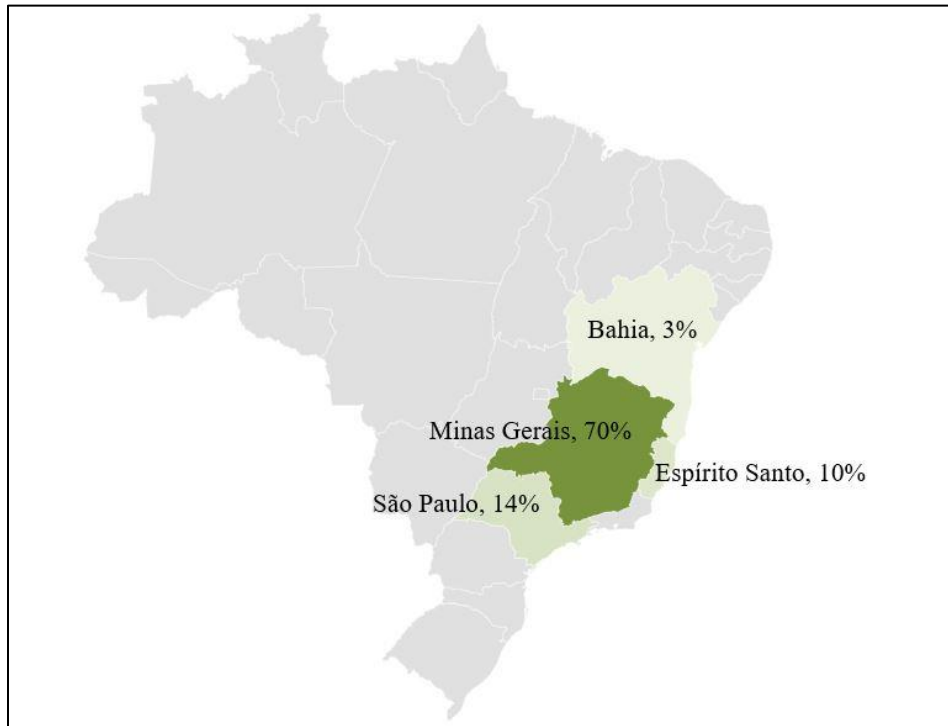 Bahia, 3%
Minas Gerais, 70%
Espírito Santo, 10%
São Paulo, 14%